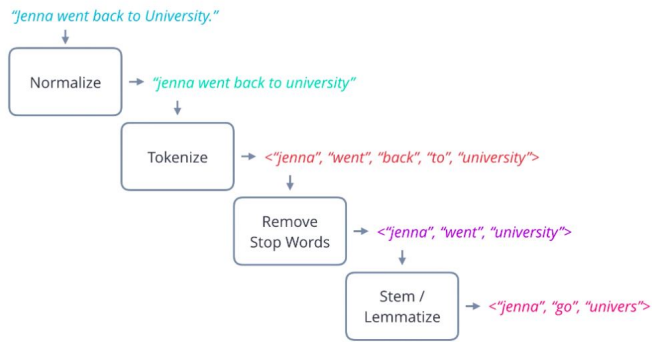 “Jenna went back to University.”
Normalize
“jenna went back to university”
Tokenize
<“jenna”, “went”, “back”, “to”, “university”>
Remove
Stop Words
<“jenna”, “went”, “university”>
Stem /
Lemmatize
<“jenna”, “go”, “univers”>